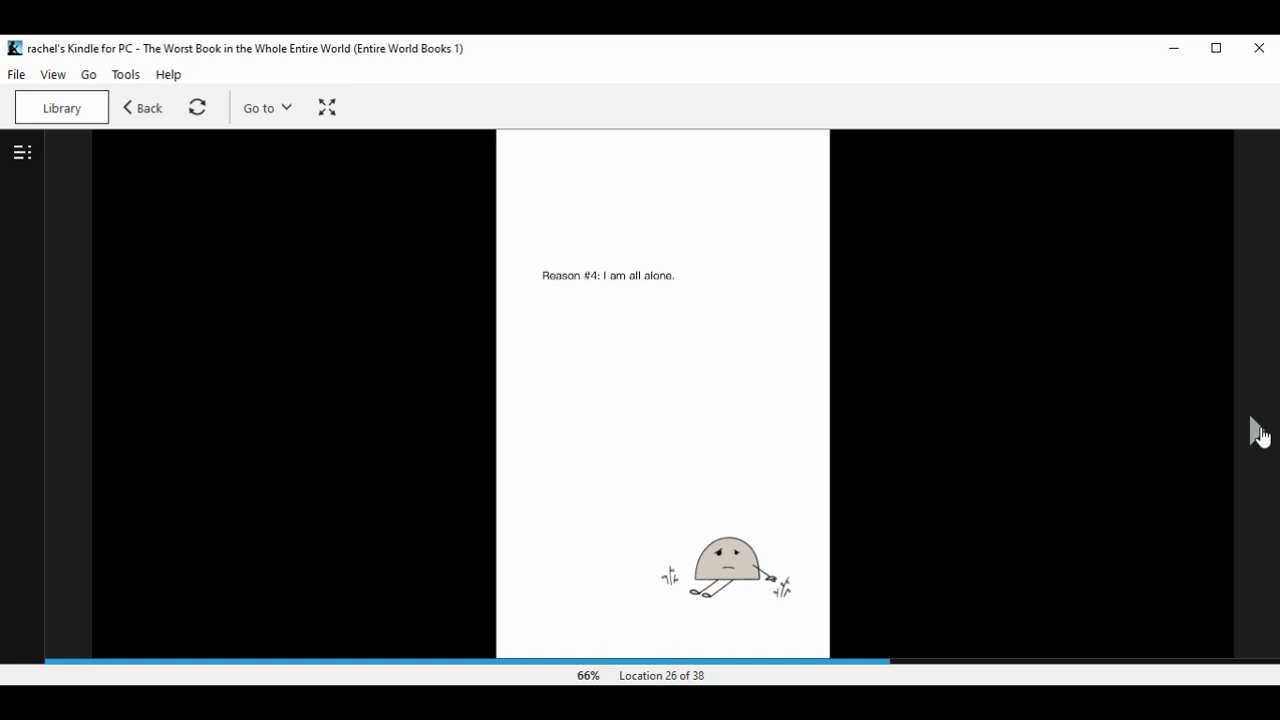 rachel's Kindle for PC - The Worst Book in the Whole Entire World (Entire World Books 1)
File View Go Tools Help
Library Back Go to
Reason #4: I am all alone.
66% Location 26 of 38